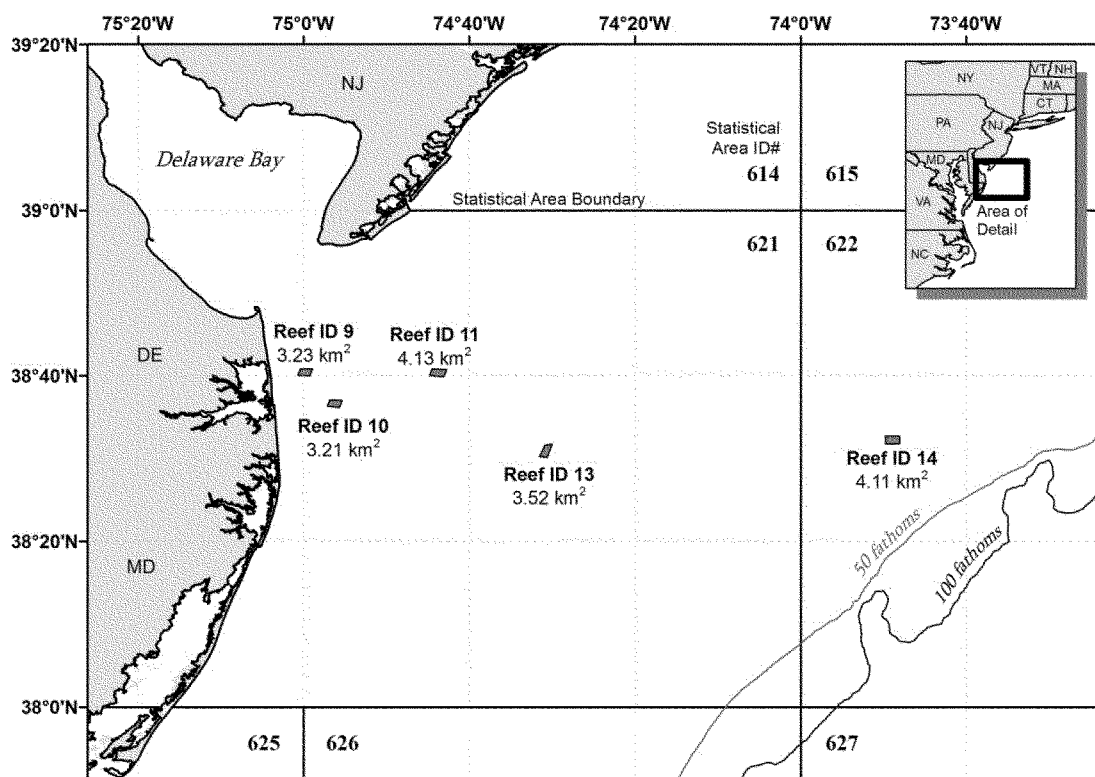 75°20'W
75°0'W
74°40'W
74°20'W
74°0'W
73°40'W
39°20'N
39°0'N
38°40'N
38°20'N
38°0'N
NJ
Delaware Bay
Statistical
Area ID#
614
615
Statistical Area Boundary
621
622
NY
VT
NH
MA
CT
PA
NJ
MD
VA
NC
Area of
Detail
DE
Reef ID 9
3.23 km²
Reef ID 11
4.13 km²
Reef ID 10
3.21 km²
Reef ID 13
3.52 km²
Reef ID 14
4.11 km²
MD
50 fathoms
100 fathoms
625
626
627